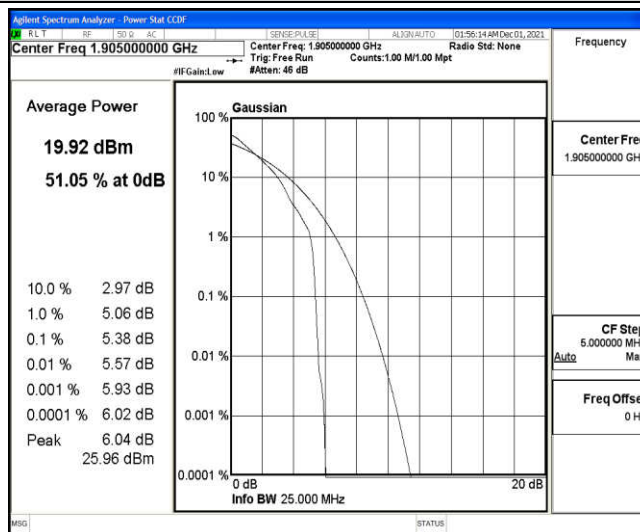 Agilent Spectrum Analyzer - Power Stat CCDF
R L T RF 50 Ω AC SENSE:PULSE ALIGNAUTO 01:56:14 AM Dec 01, 2021
Center Freq 1.905000000 GHz
Center Freq: 1.905000000 GHz Radio Std: None
Trig: Free Run Counts:1.00 M/1.00 Mpt
#IFGain:Low #Atten: 46 dB
Frequency
Average Power
19.92 dBm
51.05 % at 0dB
10.0 % 2.97 dB
1.0 % 5.06 dB
0.1 % 5.38 dB
0.01 % 5.57 dB
0.001 % 5.93 dB
0.0001 % 6.02 dB
Peak 6.04 dB
25.96 dBm
Gaussian
100 %
10 %
1 %
0.1 %
0.01 %
0.001 %
0.0001 %
0 dB 20 dB
Info BW 25.000 MHz
Center Fre
1.905000000 GH
CF Ste
5.000000 MH
Auto Ma
Freq Offse
0 H
MSG STATUS